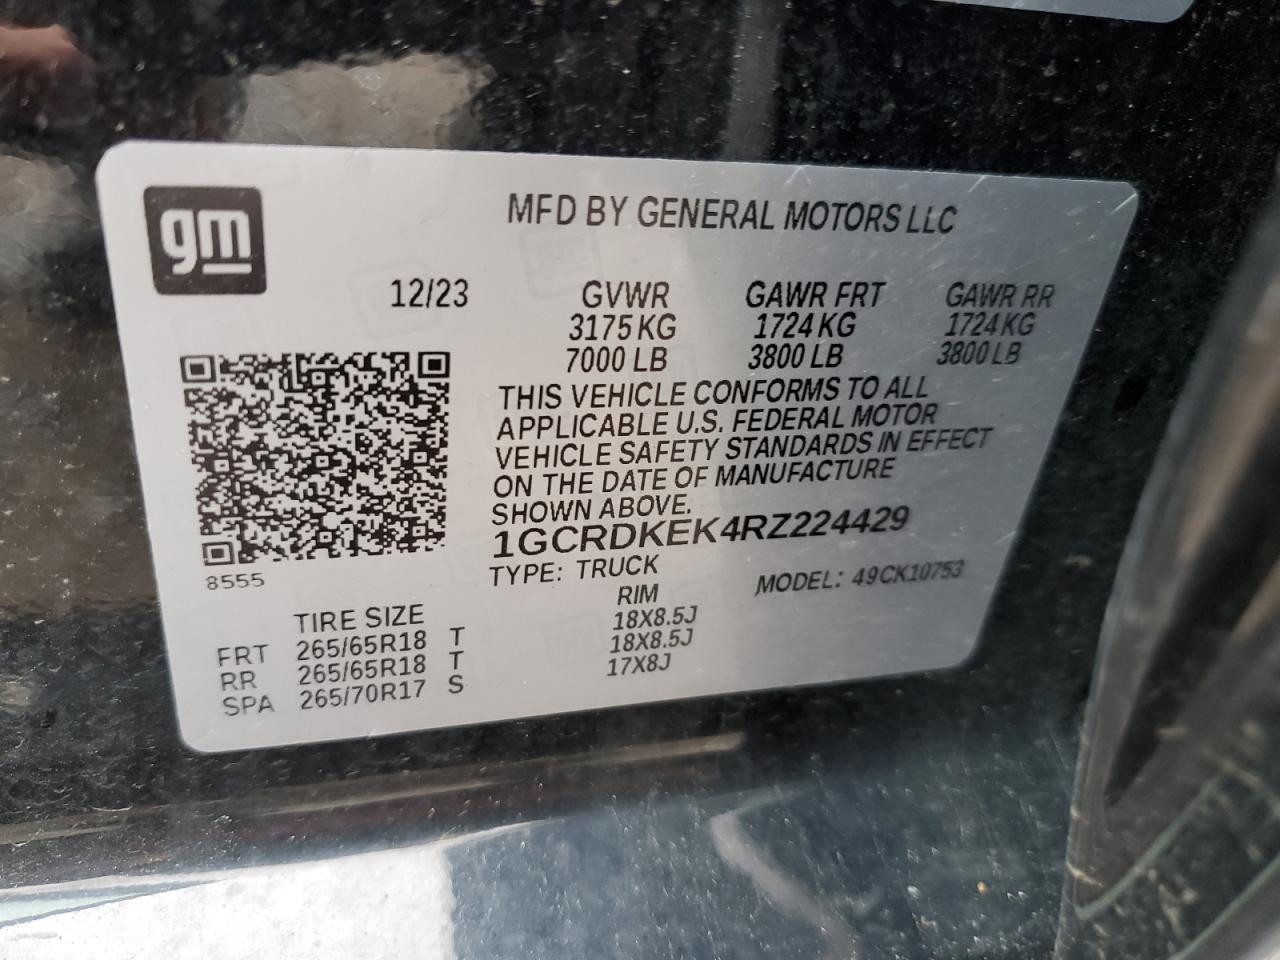 gm
MFD BY GENERAL MOTORS LLC
12/23 GVWR GAWR FRT GAWR RR
3175 KG 1724 KG 1724 KG
7000 LB 3800 LB 3800 LB
THIS VEHICLE CONFORMS TO ALL
APPLICABLE U.S. FEDERAL MOTOR
VEHICLE SAFETY STANDARDS IN EFFECT
ON THE DATE OF MANUFACTURE
SHOWN ABOVE.
1GCRDKEK4RZ224429
8555
TYPE: TRUCK MODEL: 49CK10753
TIRE SIZE RIM
FRT 265/65R18 T 18X8.5J
RR 265/65R18 T 18X8.5J
SPA 265/70R17 S 17X8J